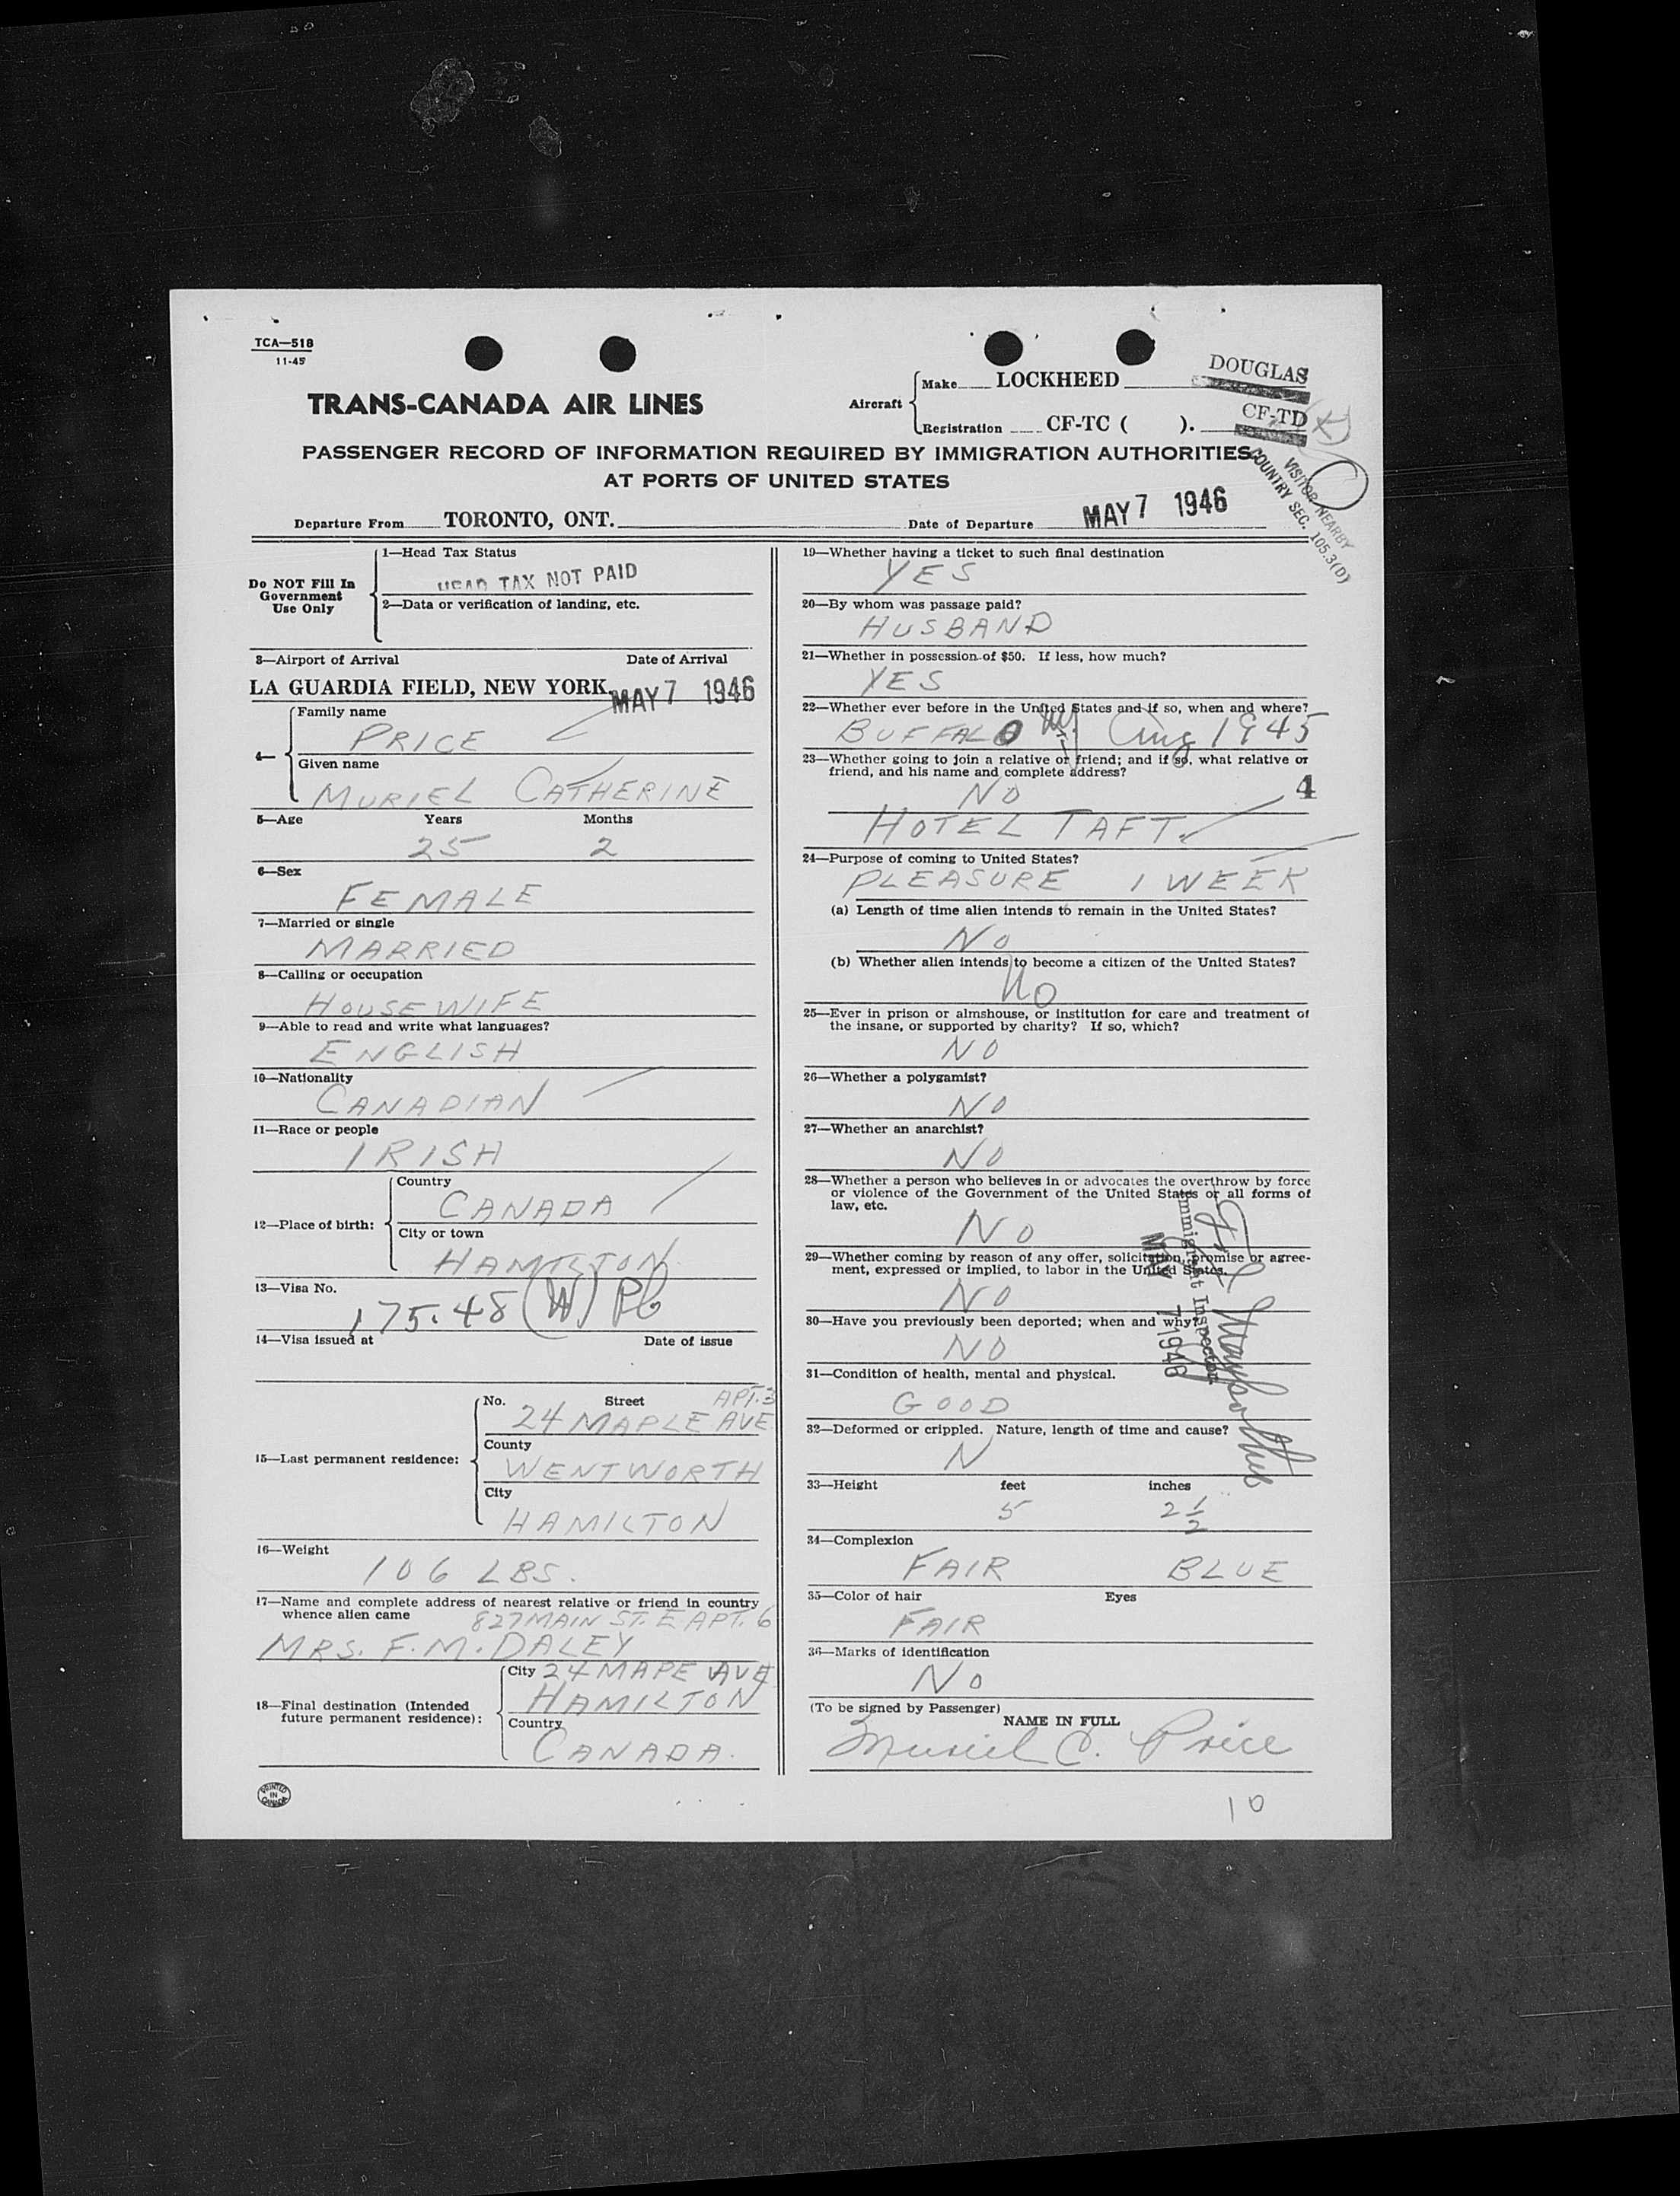 TCA—518
11-45
TRANS-CANADA AIR LINES
Aircraft
Make LOCKHEED
DOUGLAS
Registration CF-TC ( ).
CF-TD
PASSENGER RECORD OF INFORMATION REQUIRED BY IMMIGRATION AUTHORITIES
AT PORTS OF UNITED STATES
VISITOR NEARBY
COUNTRY SEC. 105.3(D)
Departure From TORONTO, ONT. Date of Departure MAY 7 1946
Do NOT Fill In
Government
Use Only
1—Head Tax Status
HEAD TAX NOT PAID
2—Data or verification of landing, etc.
3—Airport of Arrival Date of Arrival
LA GUARDIA FIELD, NEW YORK. MAY 7 1946
4—
Family name
PRICE
Given name
MURIEL CATHERINE
5—Age Years Months
25 2
6—Sex
FEMALE
7—Married or single
MARRIED
8—Calling or occupation
HOUSEWIFE
9—Able to read and write what languages?
ENGLISH
10—Nationality
CANADIAN
11—Race or people
IRISH
12—Place of birth:
Country
CANADA
City or town
HAMILTON
13—Visa No.
175.48 (W) Pb
14—Visa issued at Date of issue
15—Last permanent residence:
No. Street APT. 3
24 MAPLE AVE
County
WENTWORTH
City
HAMILTON
16—Weight
106 LBS.
17—Name and complete address of nearest relative or friend in country
whence alien came
827 MAIN ST. E APT. 6
MRS. F. M. DALEY
18—Final destination (Intended
future permanent residence):
City 24 MAPE AVE
HAMILTON
Country
CANADA.
PRINTED
IN
CANADA
19—Whether having a ticket to such final destination
YES
20—By whom was passage paid?
HUSBAND
21—Whether in possession of $50. If less, how much?
YES
22—Whether ever before in the United States and if so, when and where?
BUFFALO NY Aug 1945
23—Whether going to join a relative or friend; and if so, what relative or
friend, and his name and complete address?
NO 4
HOTEL TAFT.
24—Purpose of coming to United States?
PLEASURE 1 WEEK
(a) Length of time alien intends to remain in the United States?
NO
(b) Whether alien intends to become a citizen of the United States?
No
25—Ever in prison or almshouse, or institution for care and treatment of
the insane, or supported by charity? If so, which?
NO
26—Whether a polygamist?
NO
27—Whether an anarchist?
NO
28—Whether a person who believes in or advocates the overthrow by force
or violence of the Government of the United States or all forms of
law, etc.
NO
29—Whether coming by reason of any offer, solicitation, promise or agree-
ment, expressed or implied, to labor in the United States.
NO
30—Have you previously been deported; when and why?
NO
Immigrant Inspector
MAY 7 1946
31—Condition of health, mental and physical.
GOOD
32—Deformed or crippled. Nature, length of time and cause?
N
33—Height feet inches
5 2 1/2
34—Complexion
FAIR BLUE
35—Color of hair Eyes
FAIR
36—Marks of identification
NO
(To be signed by Passenger)
NAME IN FULL
Muriel C. Price
10